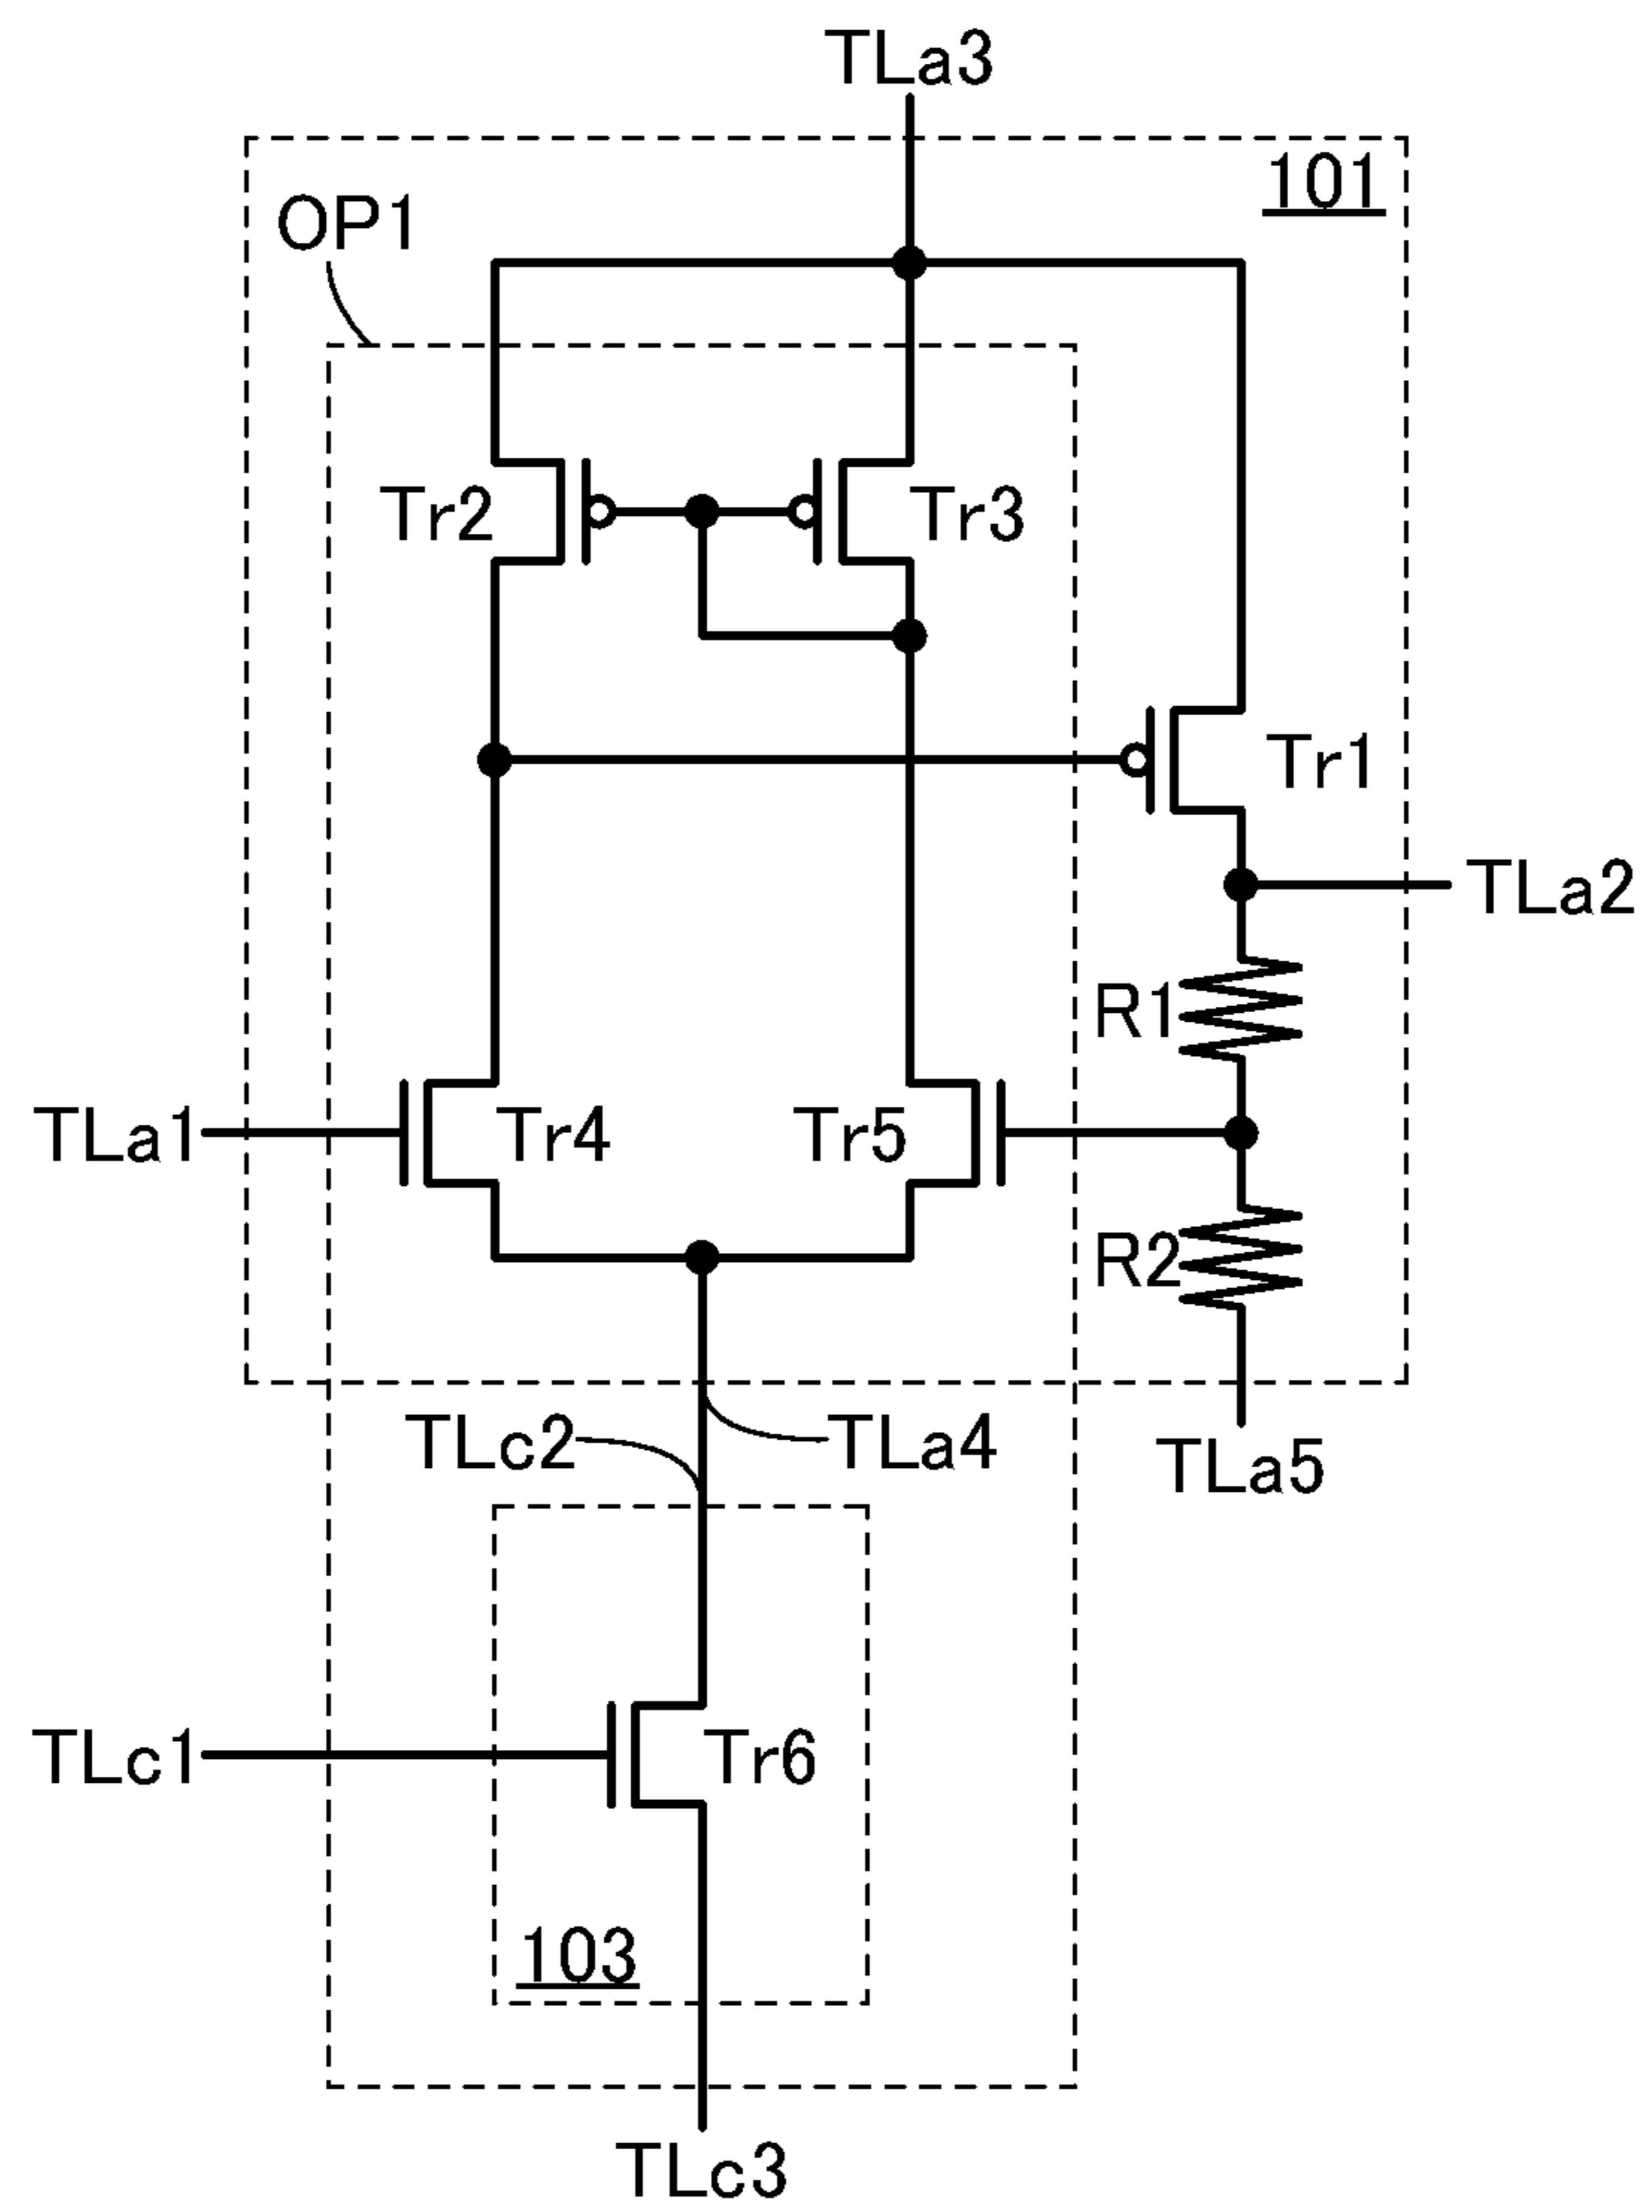 TLa3
101
OP1
Tr2
Tr3
Tr1
TLa2
R1
TLa1
Tr4
Tr5
R2
TLc2
TLa4
TLa5
TLc1
Tr6
103
TLc3